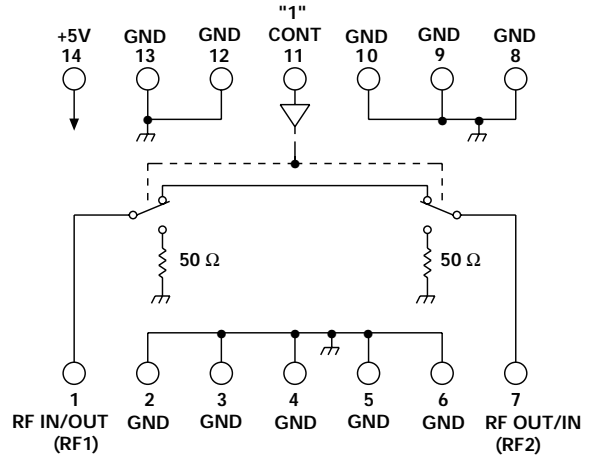 "1"
+5V GND GND CONT GND GND GND
14 13 12 11 10 9 8
50 Ω 50 Ω
1 2 3 4 5 6 7
RF IN/OUT GND GND GND GND GND RF OUT/IN
(RF1) (RF2)